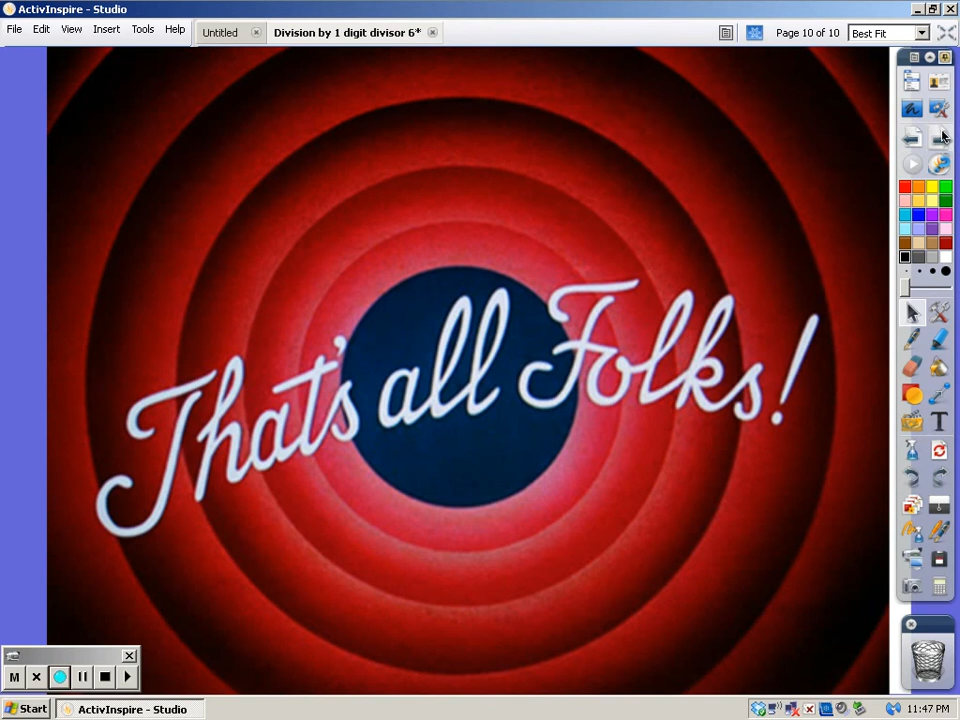 ActivInspire - Studio
File Edit View Insert Tools Help
Untitled
Division by 1 digit divisor 6*
Page 10 of 10
Best Fit
That's all Folks!
T
M
Start
ActivInspire - Studio
11:47 PM